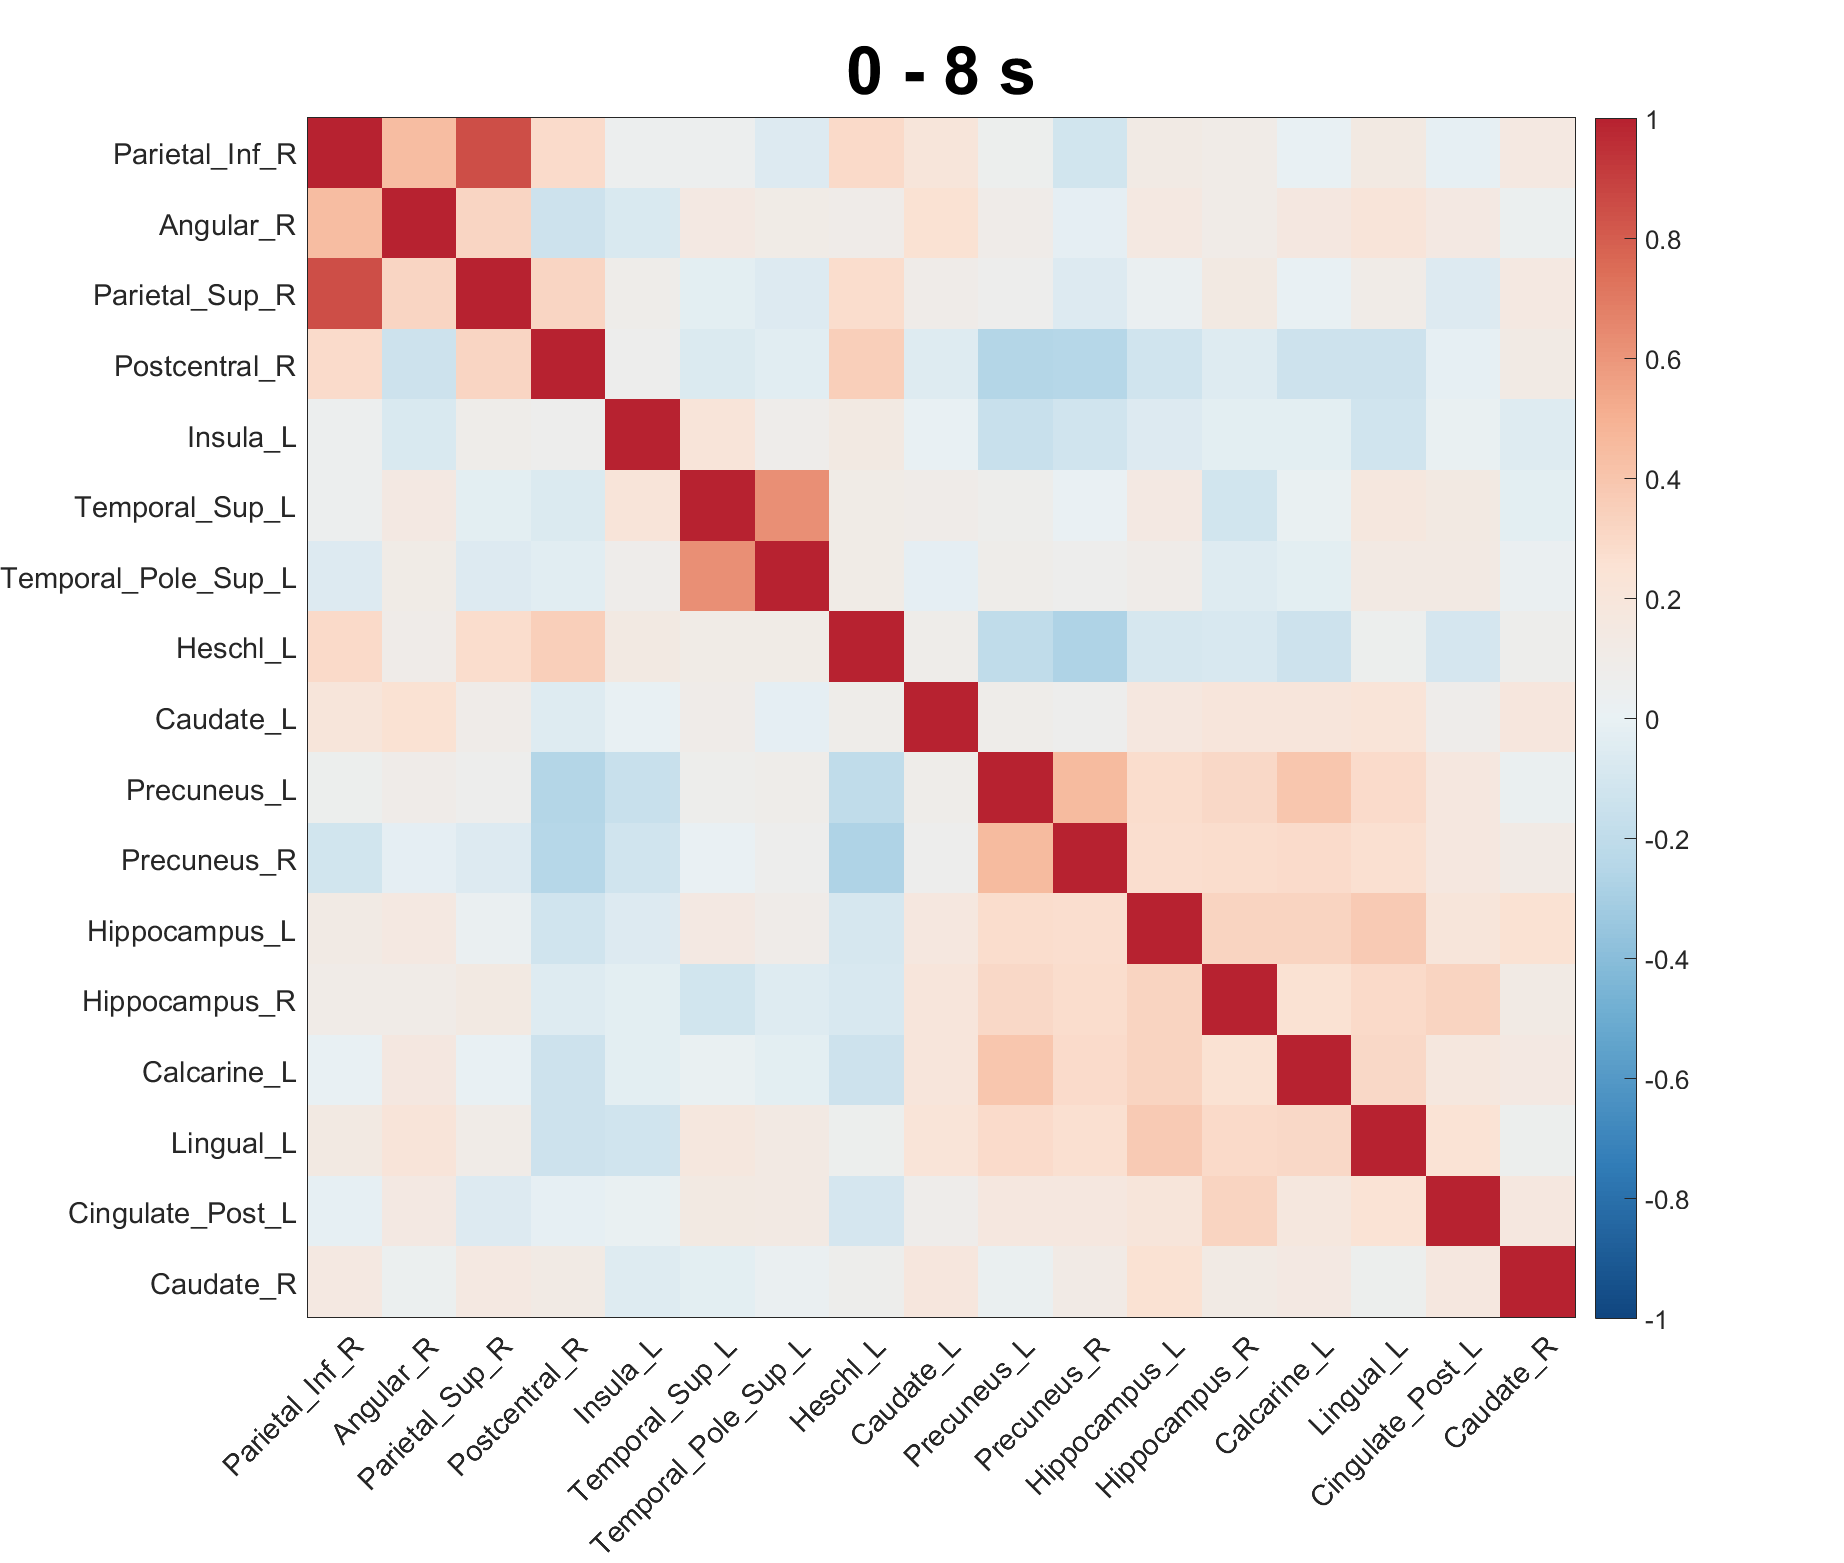 0 - 8 s
Parietal_Inf_R
Angular_R
Parietal_Sup_R
Postcentral_R
Insula_L
Temporal_Sup_L
Temporal_Pole_Sup_L
Heschl_L
Caudate_L
Precuneus_L
Precuneus_R
Hippocampus_L
Hippocampus_R
Calcarine_L
Lingual_L
Cingulate_Post_L
Caudate_R
1
0.8
0.6
0.4
0.2
0
-0.2
-0.4
-0.6
-0.8
-1
Parietal_Inf_R
Angular_R
Parietal_Sup_R
Postcentral_R
Insula_L
Temporal_Sup_L
Temporal_Pole_Sup_L
Heschl_L
Caudate_L
Precuneus_L
Precuneus_R
Hippocampus_L
Hippocampus_R
Calcarine_L
Lingual_L
Cingulate_Post_L
Caudate_R